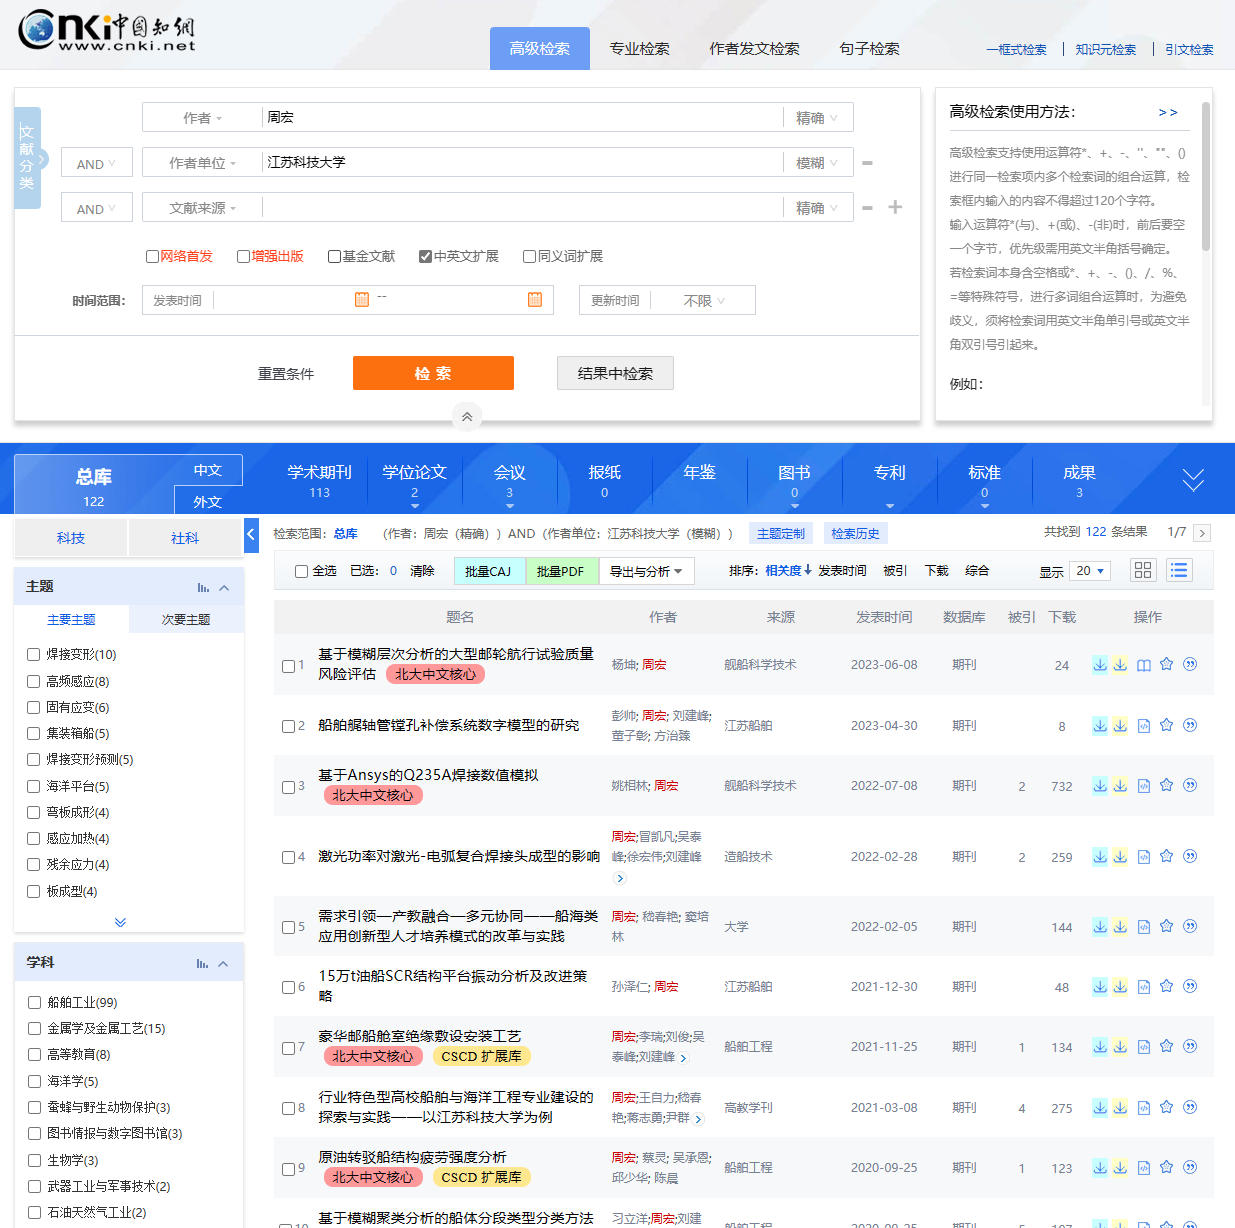 cnki中国知网
www.cnki.net
高级检索 专业检索 作者发文检索 句子检索 一框式检索 知识元检索 引文检索
文献分类
作者 周宏 精确
AND 作者单位 江苏科技大学 模糊
AND 文献来源 精确
网络首发 增强出版 基金文献 中英文扩展 同义词扩展
时间范围: 发表时间 -- 更新时间 不限
重置条件 检索 结果中检索
高级检索使用方法: >>
高级检索支持使用运算符*、+、-、''、""、()
进行同一检索项内多个检索词的组合运算，检
索框内输入的内容不得超过120个字符。
输入运算符*(与)、+(或)、-(非)时，前后要空
一个字节，优先级需用英文半角括号确定。
若检索词本身含空格或*、+、-、()、/、%、
=等特殊符号，进行多词组合运算时，为避免
歧义，须将检索词用英文半角单引号或英文半
角双引号引起来。
例如：
总库 中文 学术期刊 学位论文 会议 报纸 年鉴 图书 专利 标准 成果
122 外文 113 2 3 0 0 0 3
科技 社科
检索范围：总库 （作者：周宏（精确））AND（作者单位：江苏科技大学（模糊）） 主题定制 检索历史 共找到 122 条结果 1/7 >
全选 已选： 0 清除 批量CAJ 批量PDF 导出与分析 排序： 相关度 发表时间 被引 下载 综合 显示 20
主题
主要主题 次要主题
焊接变形(10)
高频感应(8)
固有应变(6)
集装箱船(5)
焊接变形预测(5)
海洋平台(5)
弯板成形(4)
感应加热(4)
残余应力(4)
板成型(4)
学科
船舶工业(99)
金属学及金属工艺(15)
高等教育(8)
海洋学(5)
蚕蜂与野生动物保护(3)
图书情报与数字图书馆(3)
生物学(3)
武器工业与军事技术(2)
石油天然气工业(2)
题名 作者 来源 发表时间 数据库 被引 下载 操作
1 基于模糊层次分析的大型邮轮航行试验质量风险评估 北大中文核心 杨坤; 周宏 舰船科学技术 2023-06-08 期刊 24
2 船舶艉轴管镗孔补偿系统数字模型的研究 彭帅; 周宏; 刘建峰; 董子彰; 方治臻 江苏船舶 2023-04-30 期刊 8
3 基于Ansys的Q235A焊接数值模拟 北大中文核心 姚相林; 周宏 舰船科学技术 2022-07-08 期刊 2 732
4 激光功率对激光-电弧复合焊接头成型的影响 周宏;冒凯凡;吴泰峰;徐宏伟;刘建峰 造船技术 2022-02-28 期刊 2 259
5 需求引领—产教融合—多元协同——船海类应用创新型人才培养模式的改革与实践 周宏; 嵇春艳; 窦培林 大学 2022-02-05 期刊 144
6 15万t油船SCR结构平台振动分析及改进策略 孙泽仁; 周宏 江苏船舶 2021-12-30 期刊 48
7 豪华邮船舱室绝缘敷设安装工艺 北大中文核心 CSCD 扩展库 周宏;李瑞;刘俊;吴泰峰;刘建峰 船舶工程 2021-11-25 期刊 1 134
8 行业特色型高校船舶与海洋工程专业建设的探索与实践——以江苏科技大学为例 周宏;王自力;嵇春艳;蒋志勇;尹群 高教学刊 2021-03-08 期刊 4 275
9 原油转驳船结构疲劳强度分析 北大中文核心 CSCD 扩展库 周宏; 蔡灵; 吴承恩; 邱少华; 陈晨 船舶工程 2020-09-25 期刊 1 123
基于模糊聚类分析的船体分段类型分类方法 习立洋;周宏;刘建